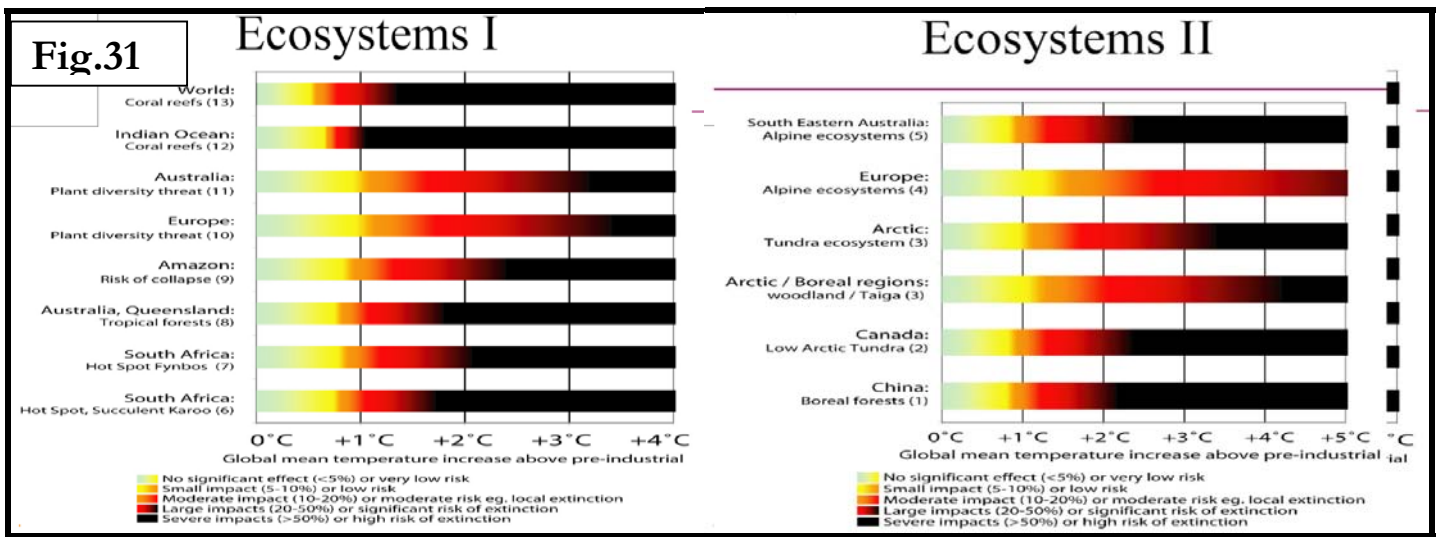 Fig.31
Ecosystems I
World:
Coral reefs (13)
Indian Ocean:
Coral reefs (12)
Australia:
Plant diversity threat (11)
Europe:
Plant diversity threat (10)
Amazon:
Risk of collapse (9)
Australia, Queensland:
Tropical forests (8)
South Africa:
Hot Spot Fynbos (7)
South Africa:
Hot Spot, Succulent Karoo (6)
0°C +1°C +2°C +3°C +4°C
Global mean temperature increase above pre-industrial
No significant effect (<5%) or very low risk
Small impact (5-10%) or low risk
Moderate impact (10-20%) or moderate risk eg. local extinction
Large impacts (20-50%) or significant risk of extinction
Severe impacts (>50%) or high risk of extinction
Ecosystems II
South Eastern Australia:
Alpine ecosystems (5)
Europe:
Alpine ecosystems (4)
Arctic:
Tundra ecosystem (3)
Arctic / Boreal regions:
woodland / Taiga (3)
Canada:
Low Arctic Tundra (2)
China:
Boreal forests (1)
0°C +1°C +2°C +3°C +4°C +5°C °C
Global mean temperature increase above pre-industrial ial
No significant effect (<5%) or very low risk
Small impact (5-10%) or low risk
Moderate impact (10-20%) or moderate risk eg. local extinction
Large impacts (20-50%) or significant risk of extinction
Severe impacts (>50%) or high risk of extinction